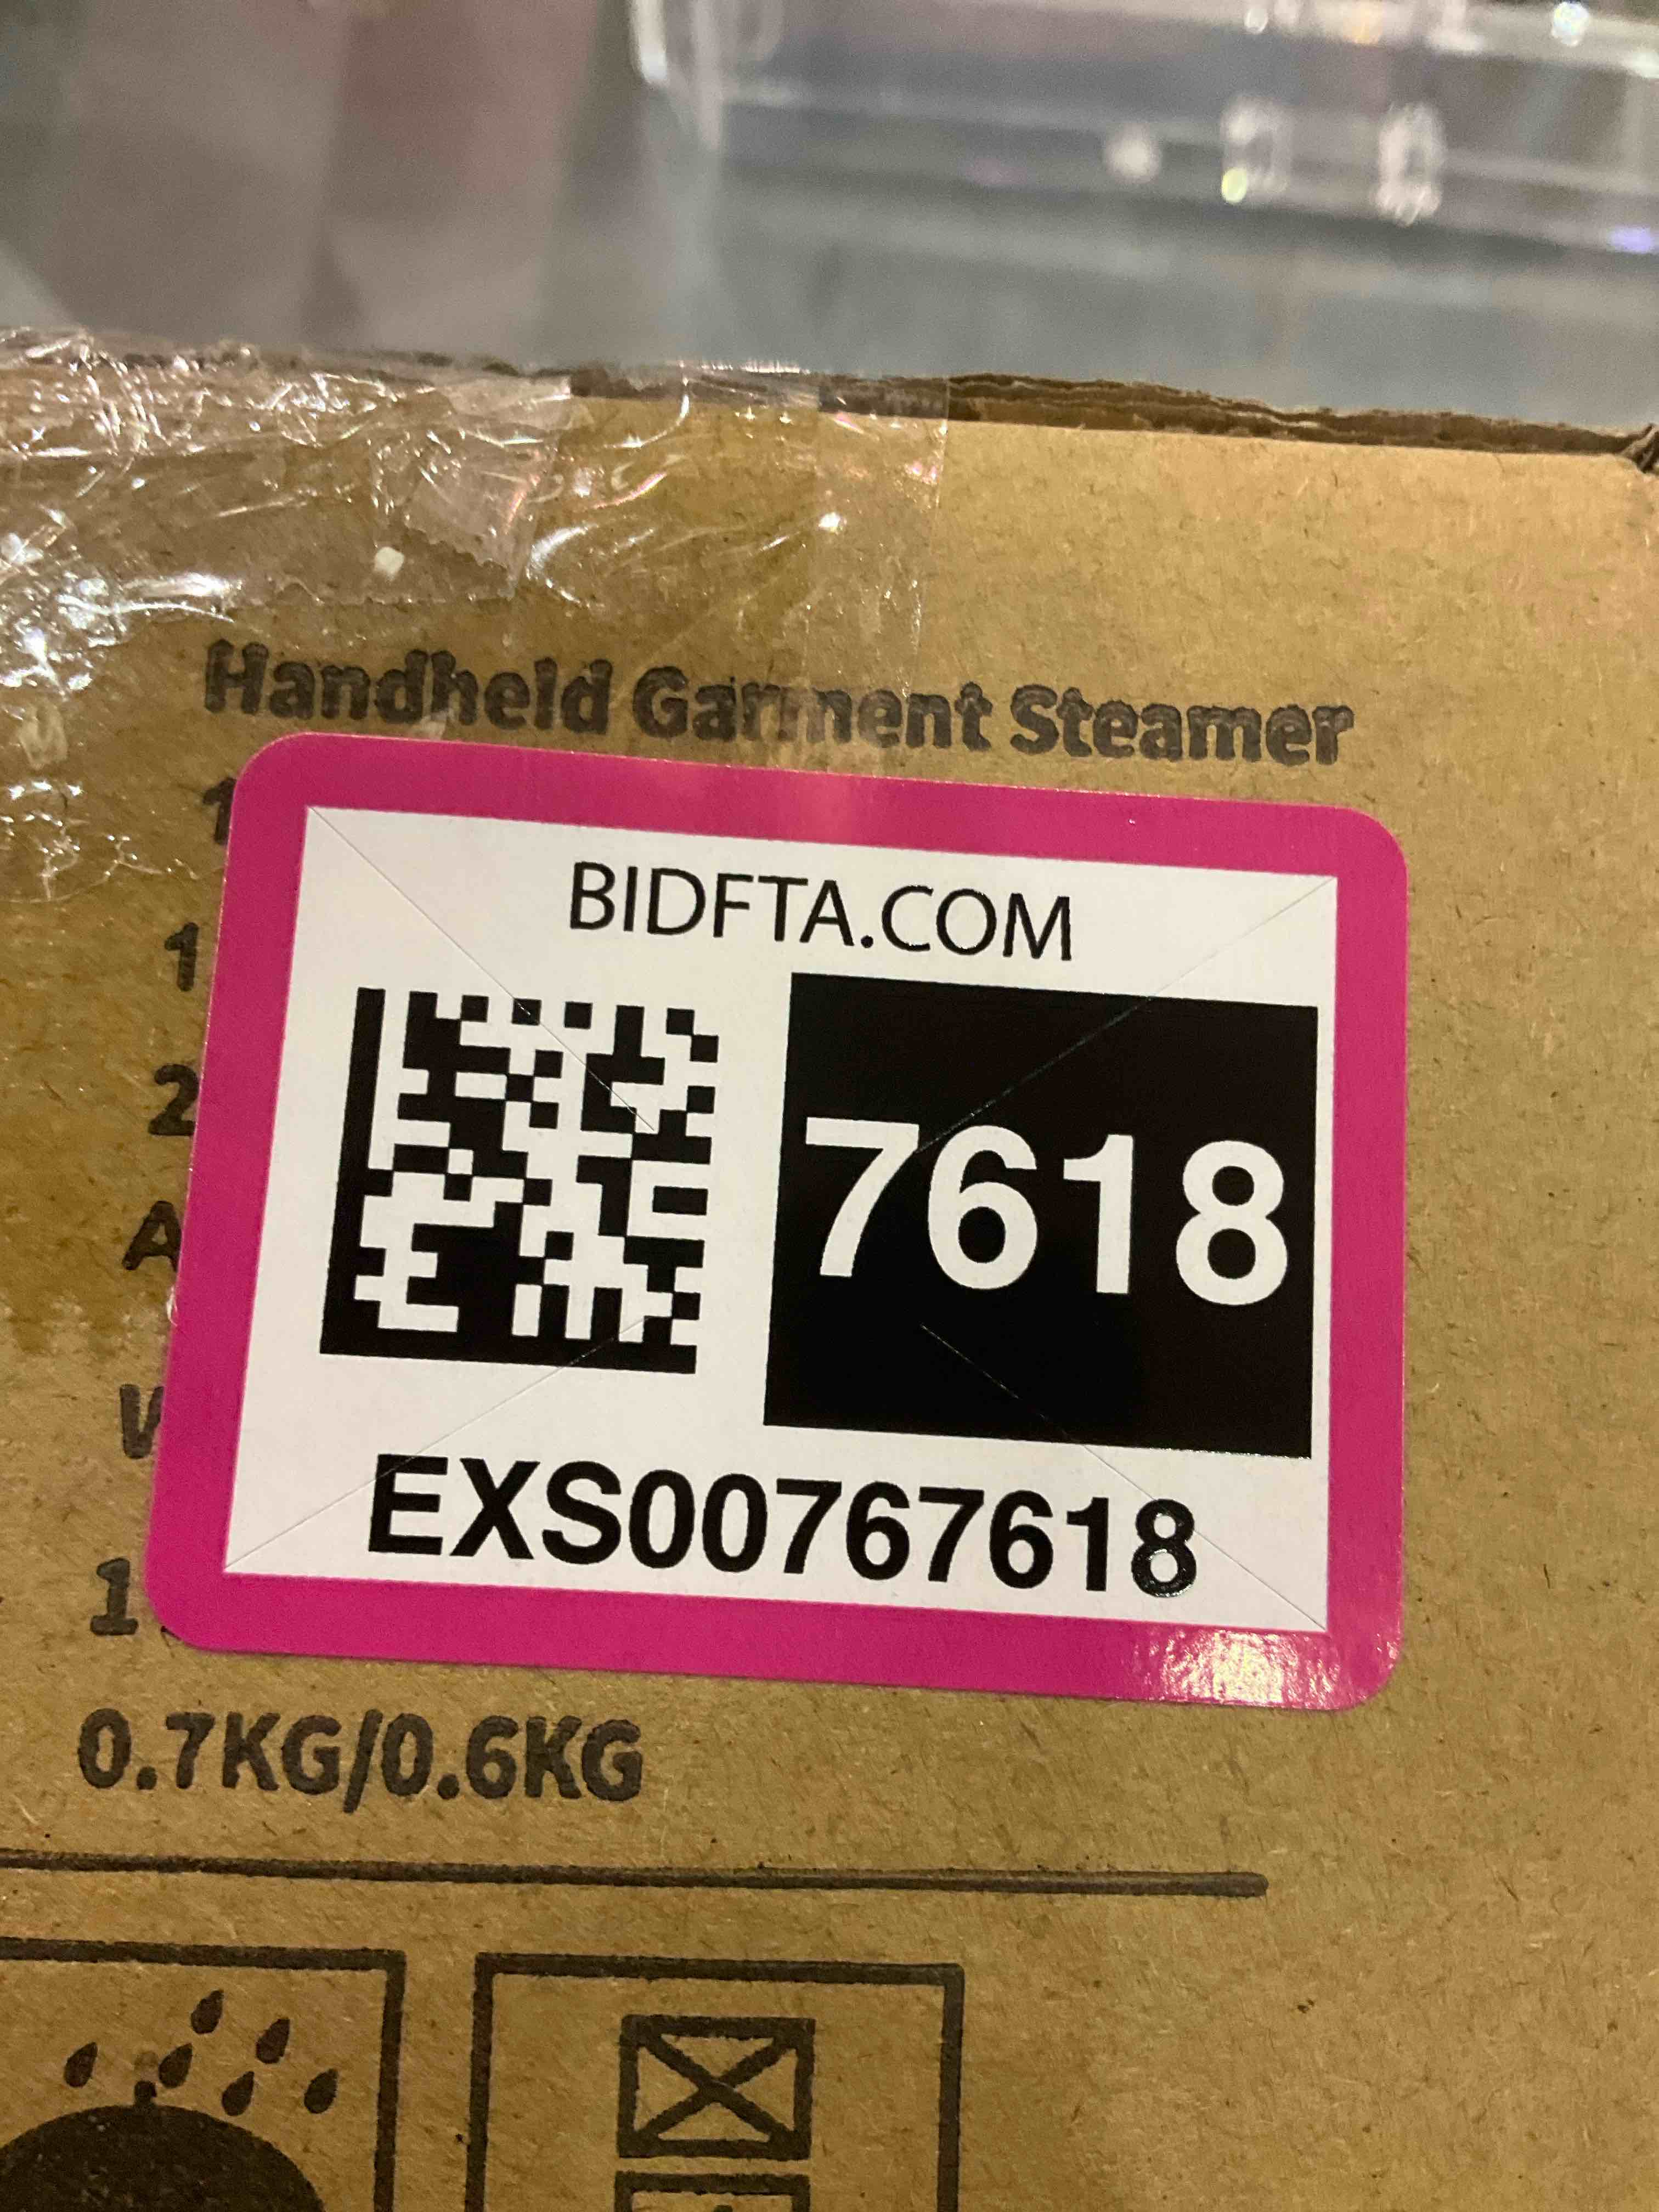 Handheld Garment Steamer
BIDFTA.COM
7618
EXS00767618
0.7KG/0.6KG